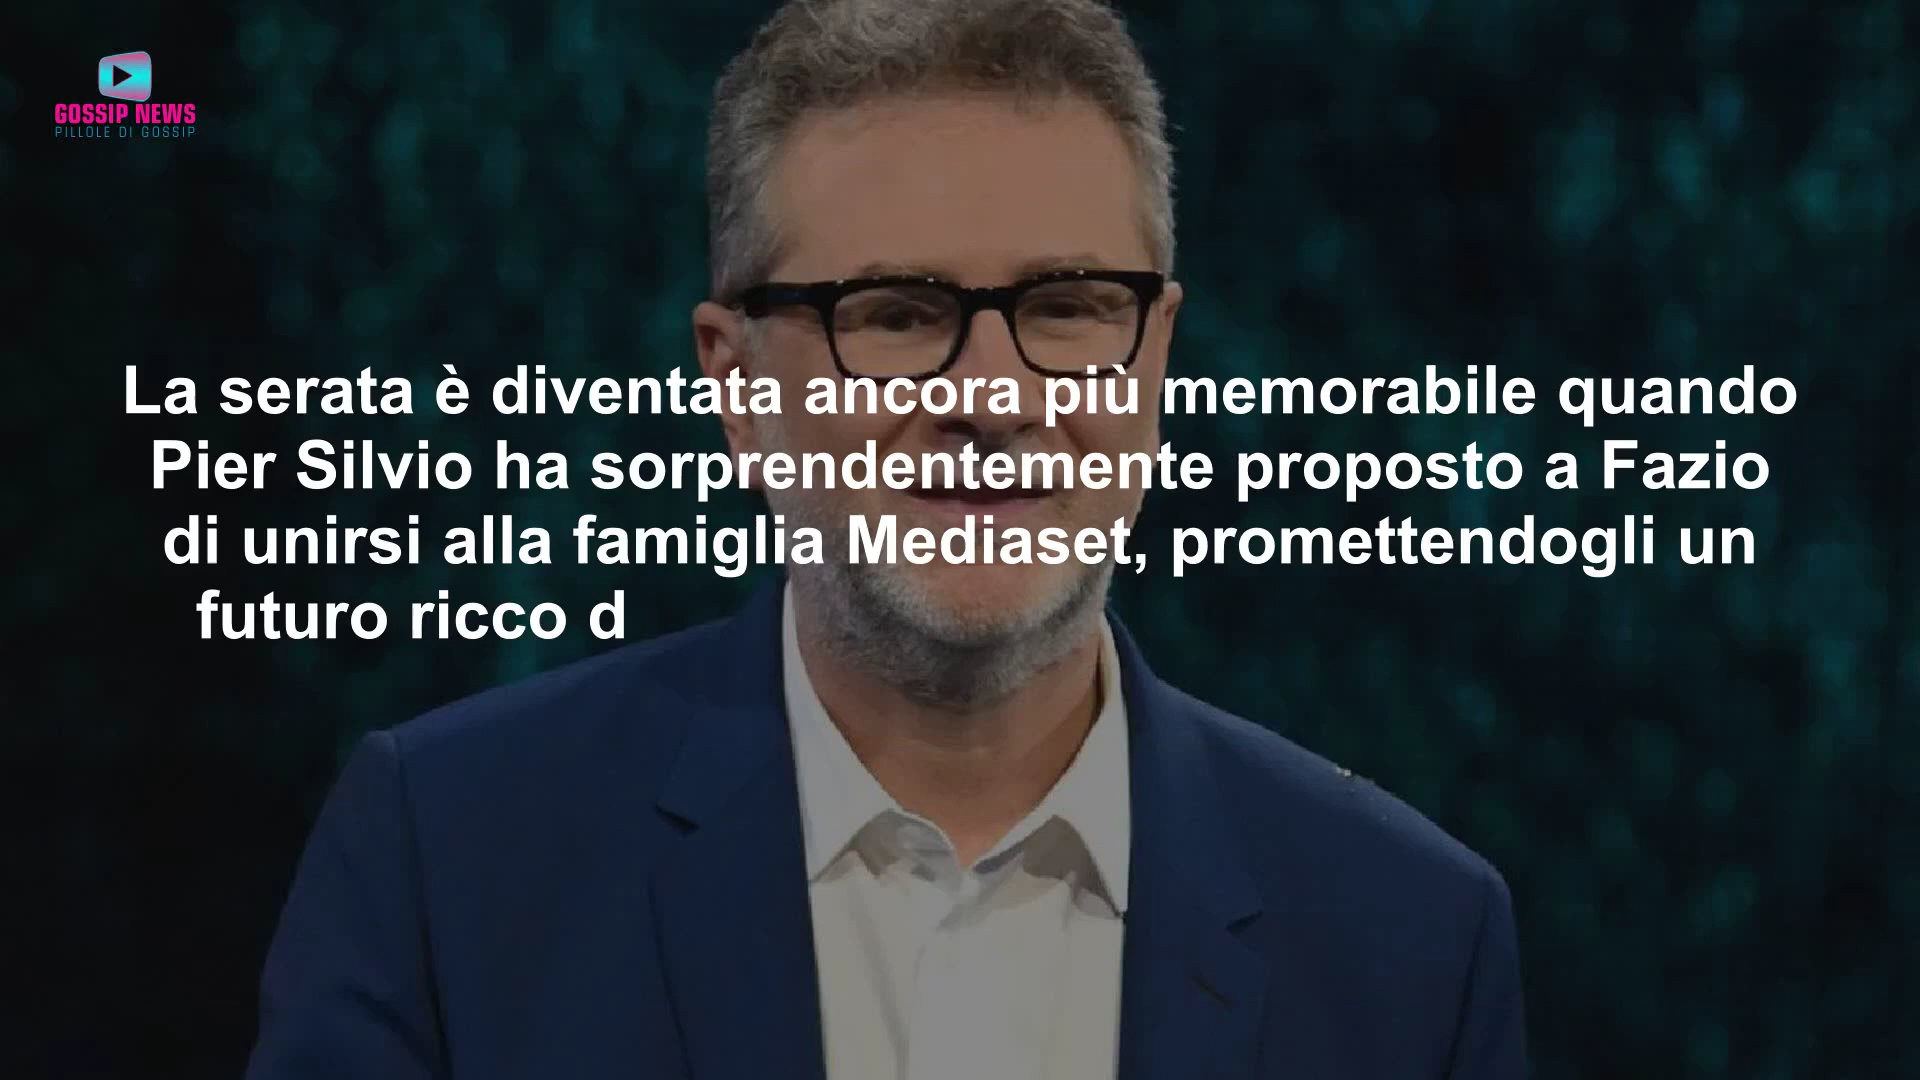 GOSSIP NEWS
PILLOLE DI GOSSIP
La serata è diventata ancora più memorabile quando
Pier Silvio ha sorprendentemente proposto a Fazio
di unirsi alla famiglia Mediaset, promettendogli un
futuro ricco d